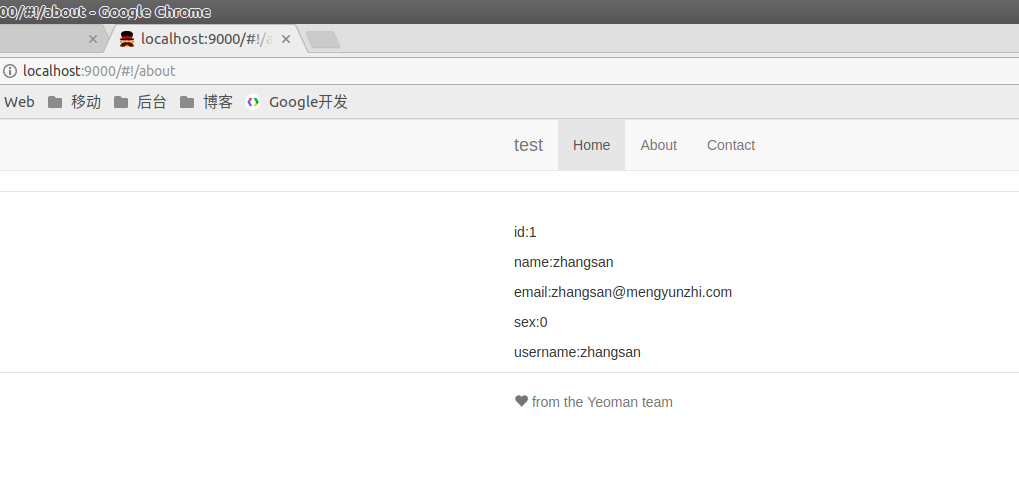 00/#!/about - Google Chrome
localhost:9000/#!/a
localhost:9000/#!/about
Web 移动 后台 博客 Google开发
test Home About Contact
id:1
name:zhangsan
email:zhangsan@mengyunzhi.com
sex:0
username:zhangsan
from the Yeoman team